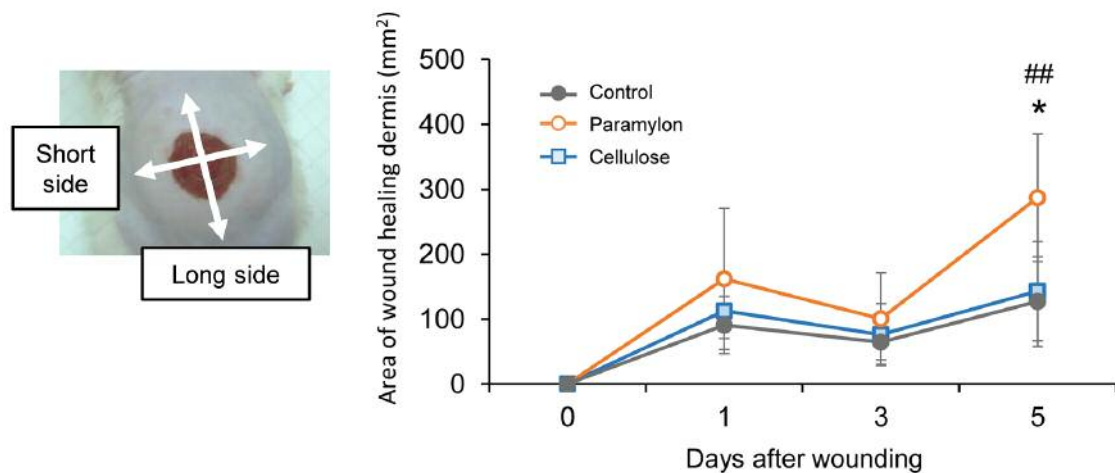 Short
side
Long side
Area of wound healing dermis (mm²)
500
400
300
200
100
0
Control
Paramylon
Cellulose
##
*
0 1 3 5
Days after wounding